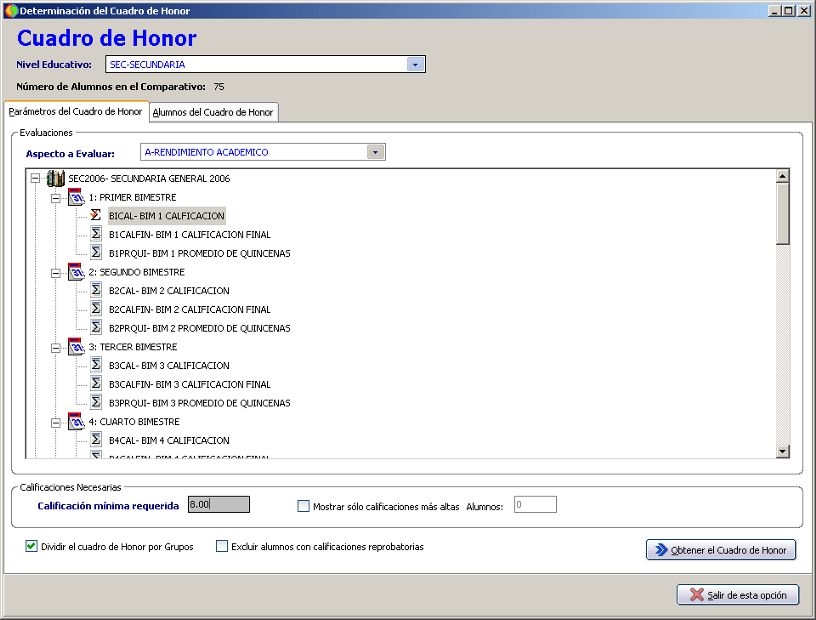 Determinación del Cuadro de Honor
Cuadro de Honor
Nivel Educativo: SEC-SECUNDARIA
Número de Alumnos en el Comparativo: 75
Parámetros del Cuadro de Honor Alumnos del Cuadro de Honor
Evaluaciones
Aspecto a Evaluar: A-RENDIMIENTO ACADEMICO
SEC2006- SECUNDARIA GENERAL 2006
1: PRIMER BIMESTRE
BICAL- BIM 1 CALFICACION
B1CALFIN- BIM 1 CALIFICACION FINAL
B1PRQUI- BIM 1 PROMEDIO DE QUINCENAS
2: SEGUNDO BIMESTRE
B2CAL- BIM 2 CALIFICACION
B2CALFIN- BIM 2 CALIFICACION FINAL
B2PRQUI- BIM 2 PROMEDIO DE QUINCENAS
3: TERCER BIMESTRE
B3CAL- BIM 3 CALIFICACION
B3CALFIN- BIM 3 CALIFICACION FINAL
B3PRQUI- BIM 3 PROMEDIO DE QUINCENAS
4: CUARTO BIMESTRE
B4CAL- BIM 4 CALIFICACION
B4CALFIN- BIM 4 CALIFICACION FINAL
Calificaciones Necesarias
Calificación mínima requerida 8.00 Mostrar sólo calificaciones más altas Alumnos: 0
Dividir el cuadro de Honor por Grupos Excluir alumnos con calificaciones reprobatorias
Obtener el Cuadro de Honor
Salir de esta opción